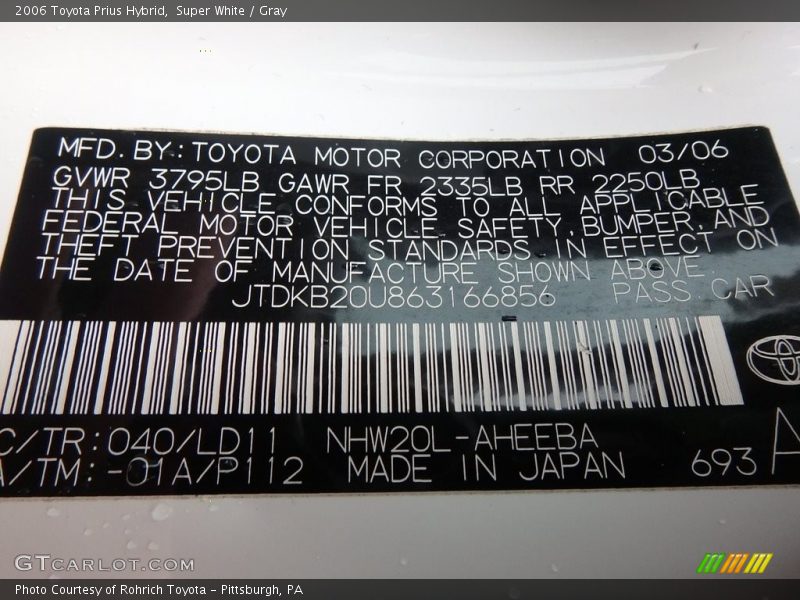 2006 Toyota Prius Hybrid, Super White / Gray
MFD. BY: TOYOTA MOTOR CORPORATION 03/06
GVWR 3795LB GAWR FR 2335LB RR 2250LB
THIS VEHICLE CONFORMS TO ALL APPLICABLE
FEDERAL MOTOR VEHICLE SAFETY, BUMPER, AND
THEFT PREVENTION STANDARDS IN EFFECT ON
THE DATE OF MANUFACTURE SHOWN ABOVE.
JTDKB20U863166856 PASS. CAR
C/TR: 040/LD11 NHW20L-AHEEBA
A/TM: -01A/P112 MADE IN JAPAN 693 A
GTCARLOT.COM
Photo Courtesy of Rohrich Toyota - Pittsburgh, PA